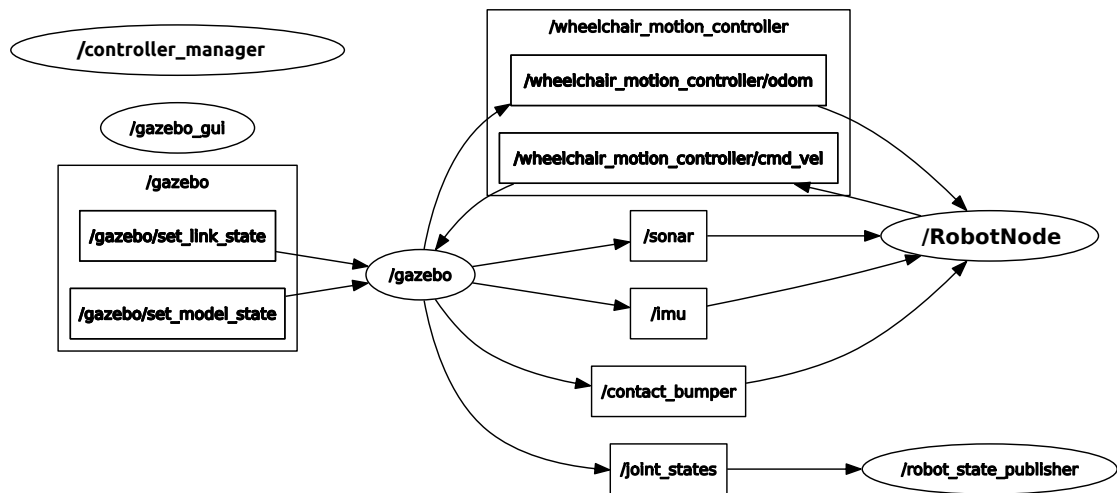 /controller_manager
/gazebo_gui
/gazebo
/gazebo/set_link_state
/gazebo/set_model_state
/gazebo
/wheelchair_motion_controller
/wheelchair_motion_controller/odom
/wheelchair_motion_controller/cmd_vel
/sonar
/imu
/contact_bumper
/joint_states
/RobotNode
/robot_state_publisher